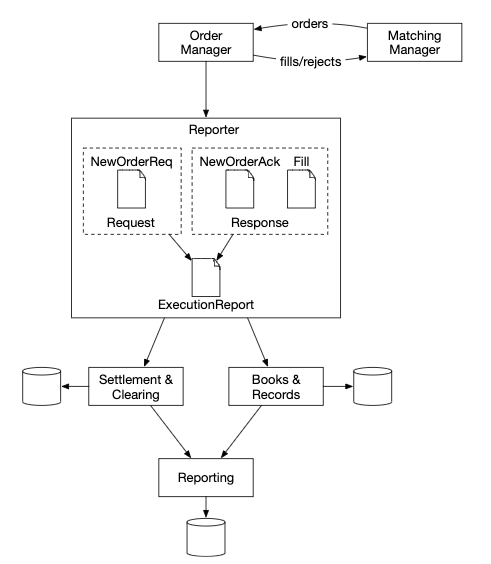 orders
Order
Manager
Matching
Manager
fills/rejects
Reporter
NewOrderReq
NewOrderAck
Fill
Request
Response
ExecutionReport
Settlement &
Clearing
Books &
Records
Reporting